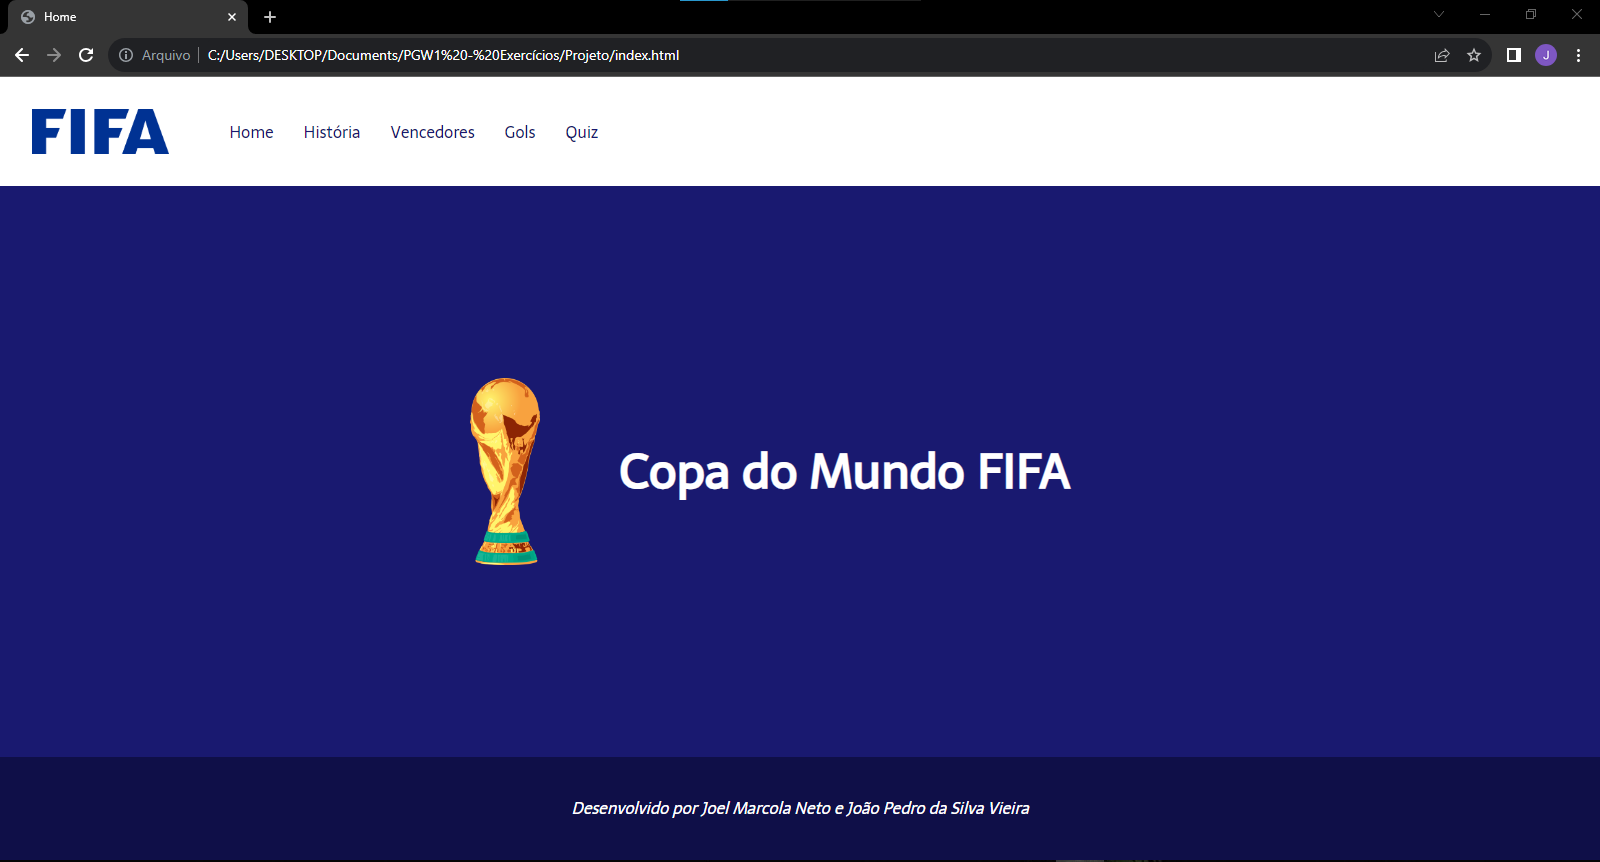 Home
Arquivo C:/Users/DESKTOP/Documents/PGW1%20-%20Exercícios/Projeto/index.html
J
FIFA
Home História Vencedores Gols Quiz
Copa do Mundo FIFA
Desenvolvido por Joel Marcola Neto e João Pedro da Silva Vieira